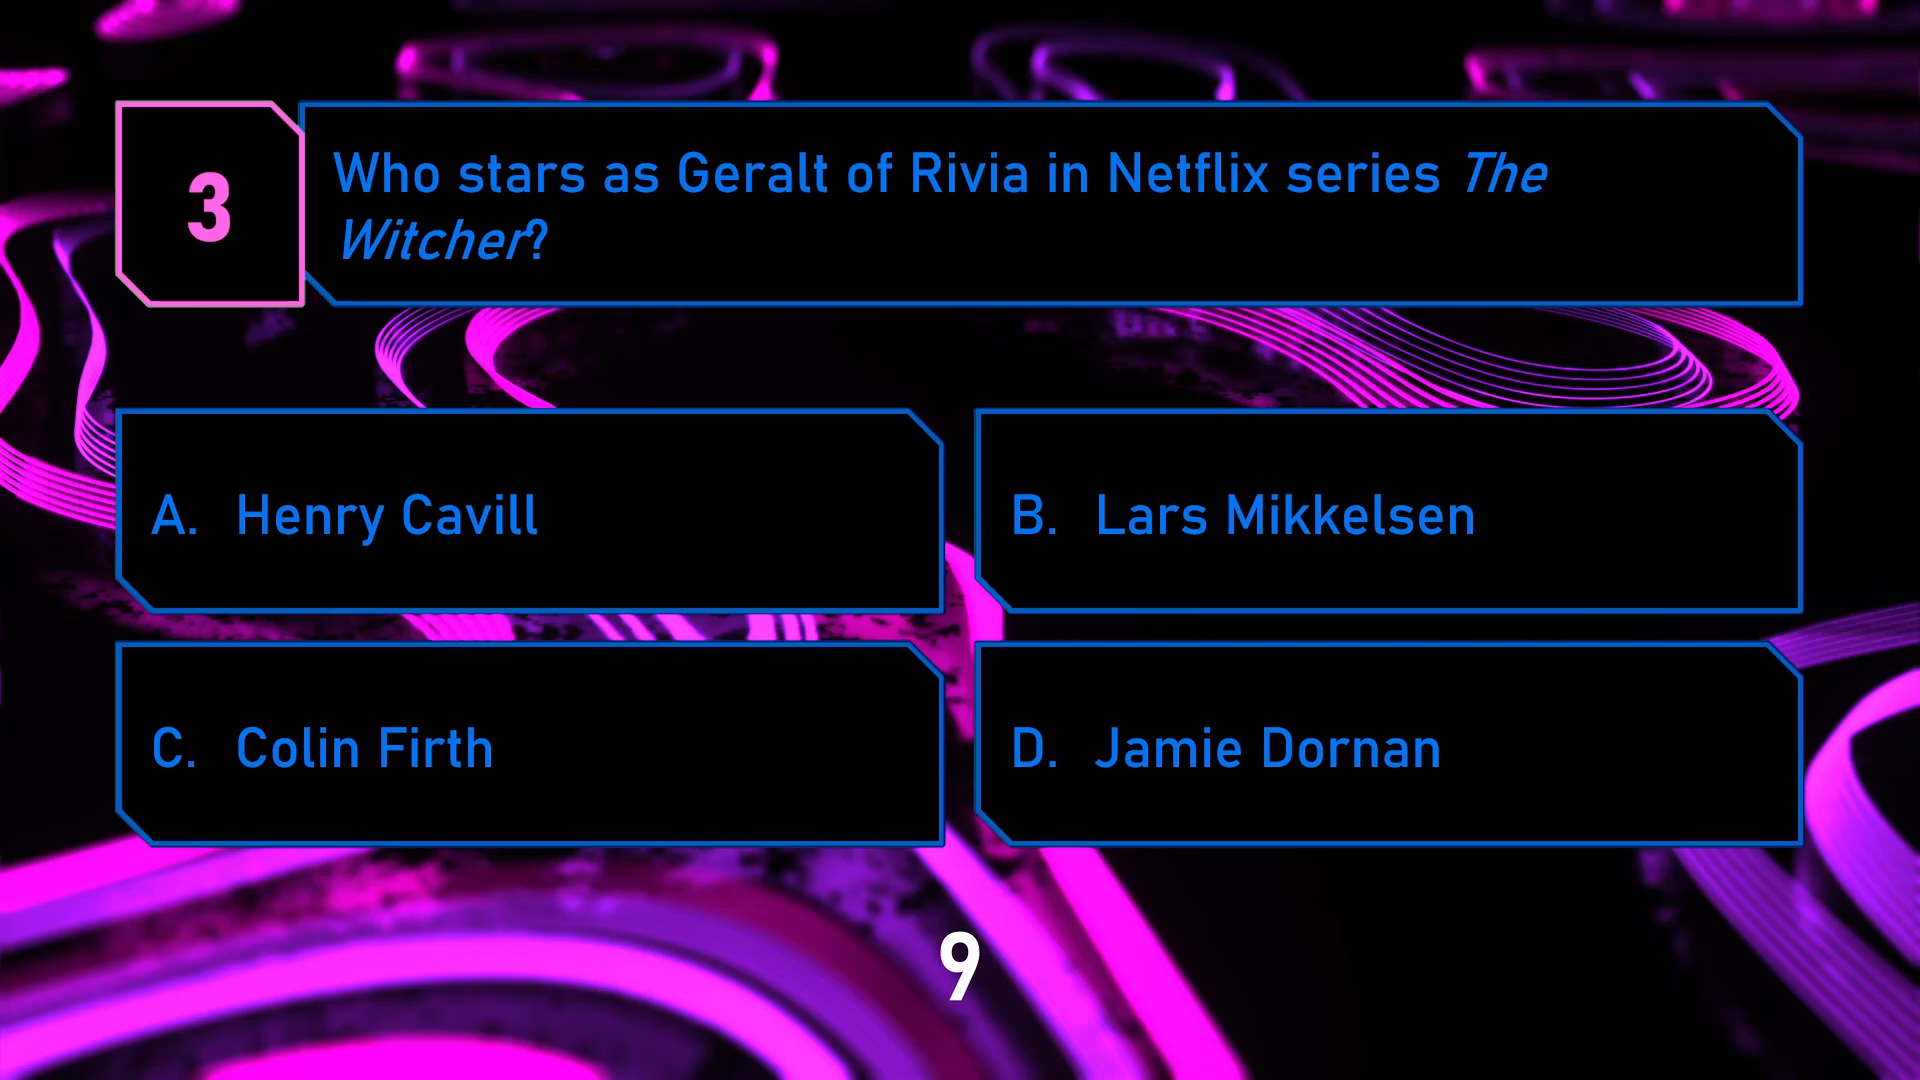 3
Who stars as Geralt of Rivia in Netflix series The
Witcher?
A. Henry Cavill
B. Lars Mikkelsen
C. Colin Firth
D. Jamie Dornan
9